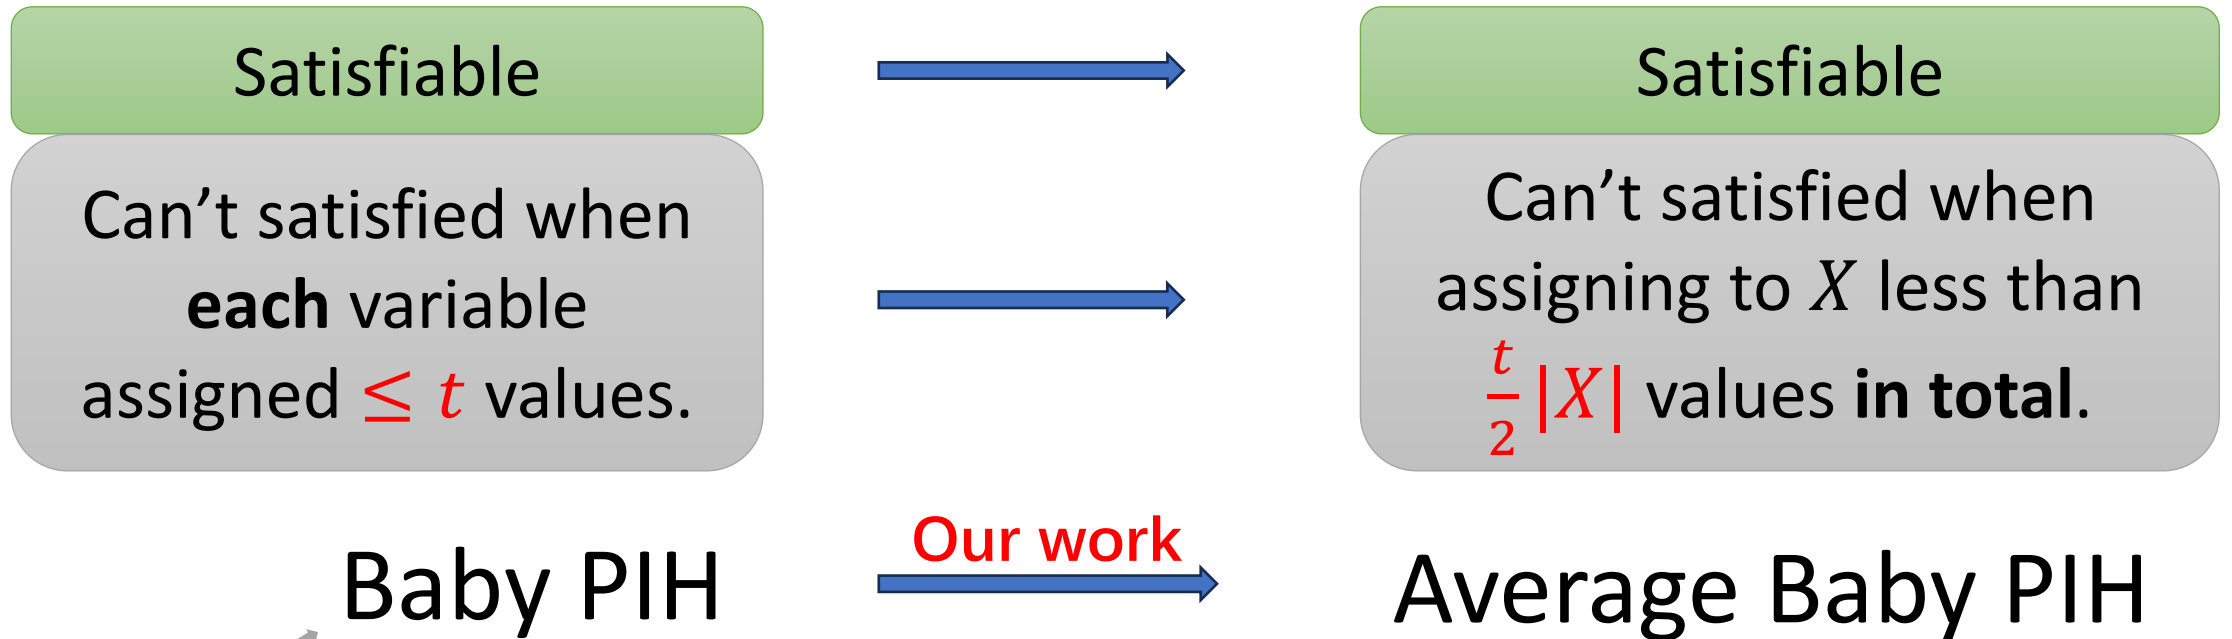 Satisfiable
Satisfiable
Can't satisfied when
each variable
assigned ≤ t values.
Can't satisfied when
assigning to X less than
t/2 |X| values in total.
Our work
Baby PIH
Average Baby PIH